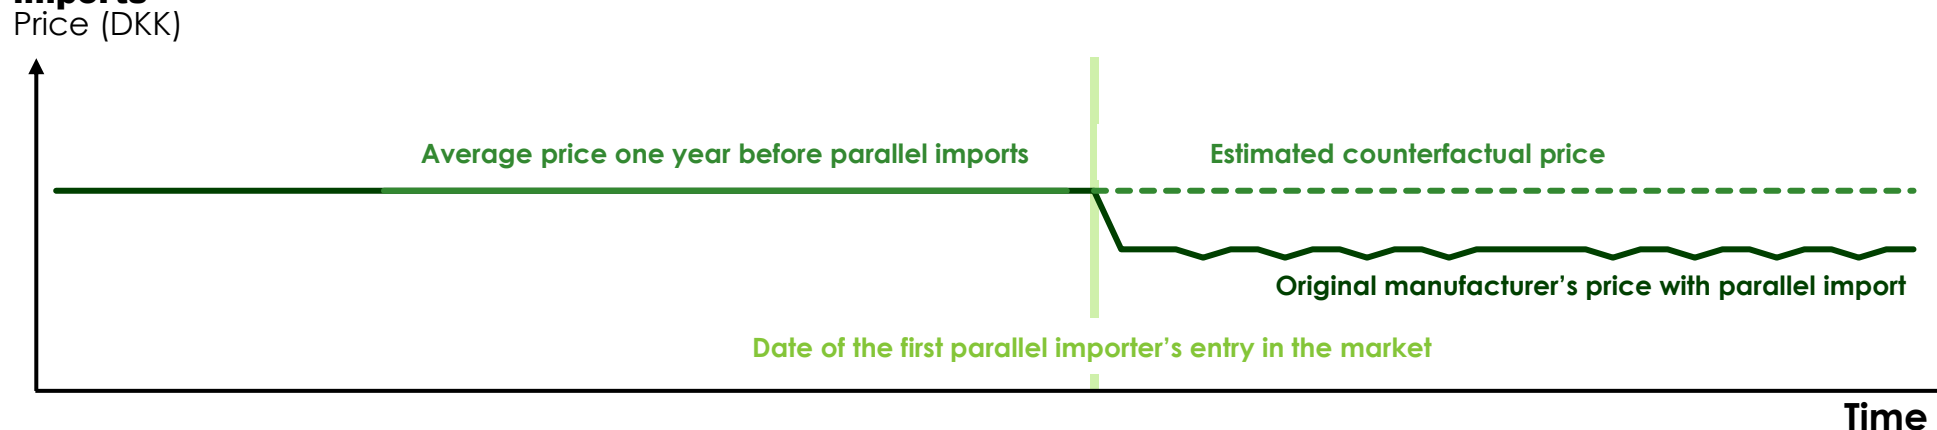 imports
Price (DKK)
Average price one year before parallel imports
Estimated counterfactual price
Original manufacturer’s price with parallel import
Date of the first parallel importer’s entry in the market
Time